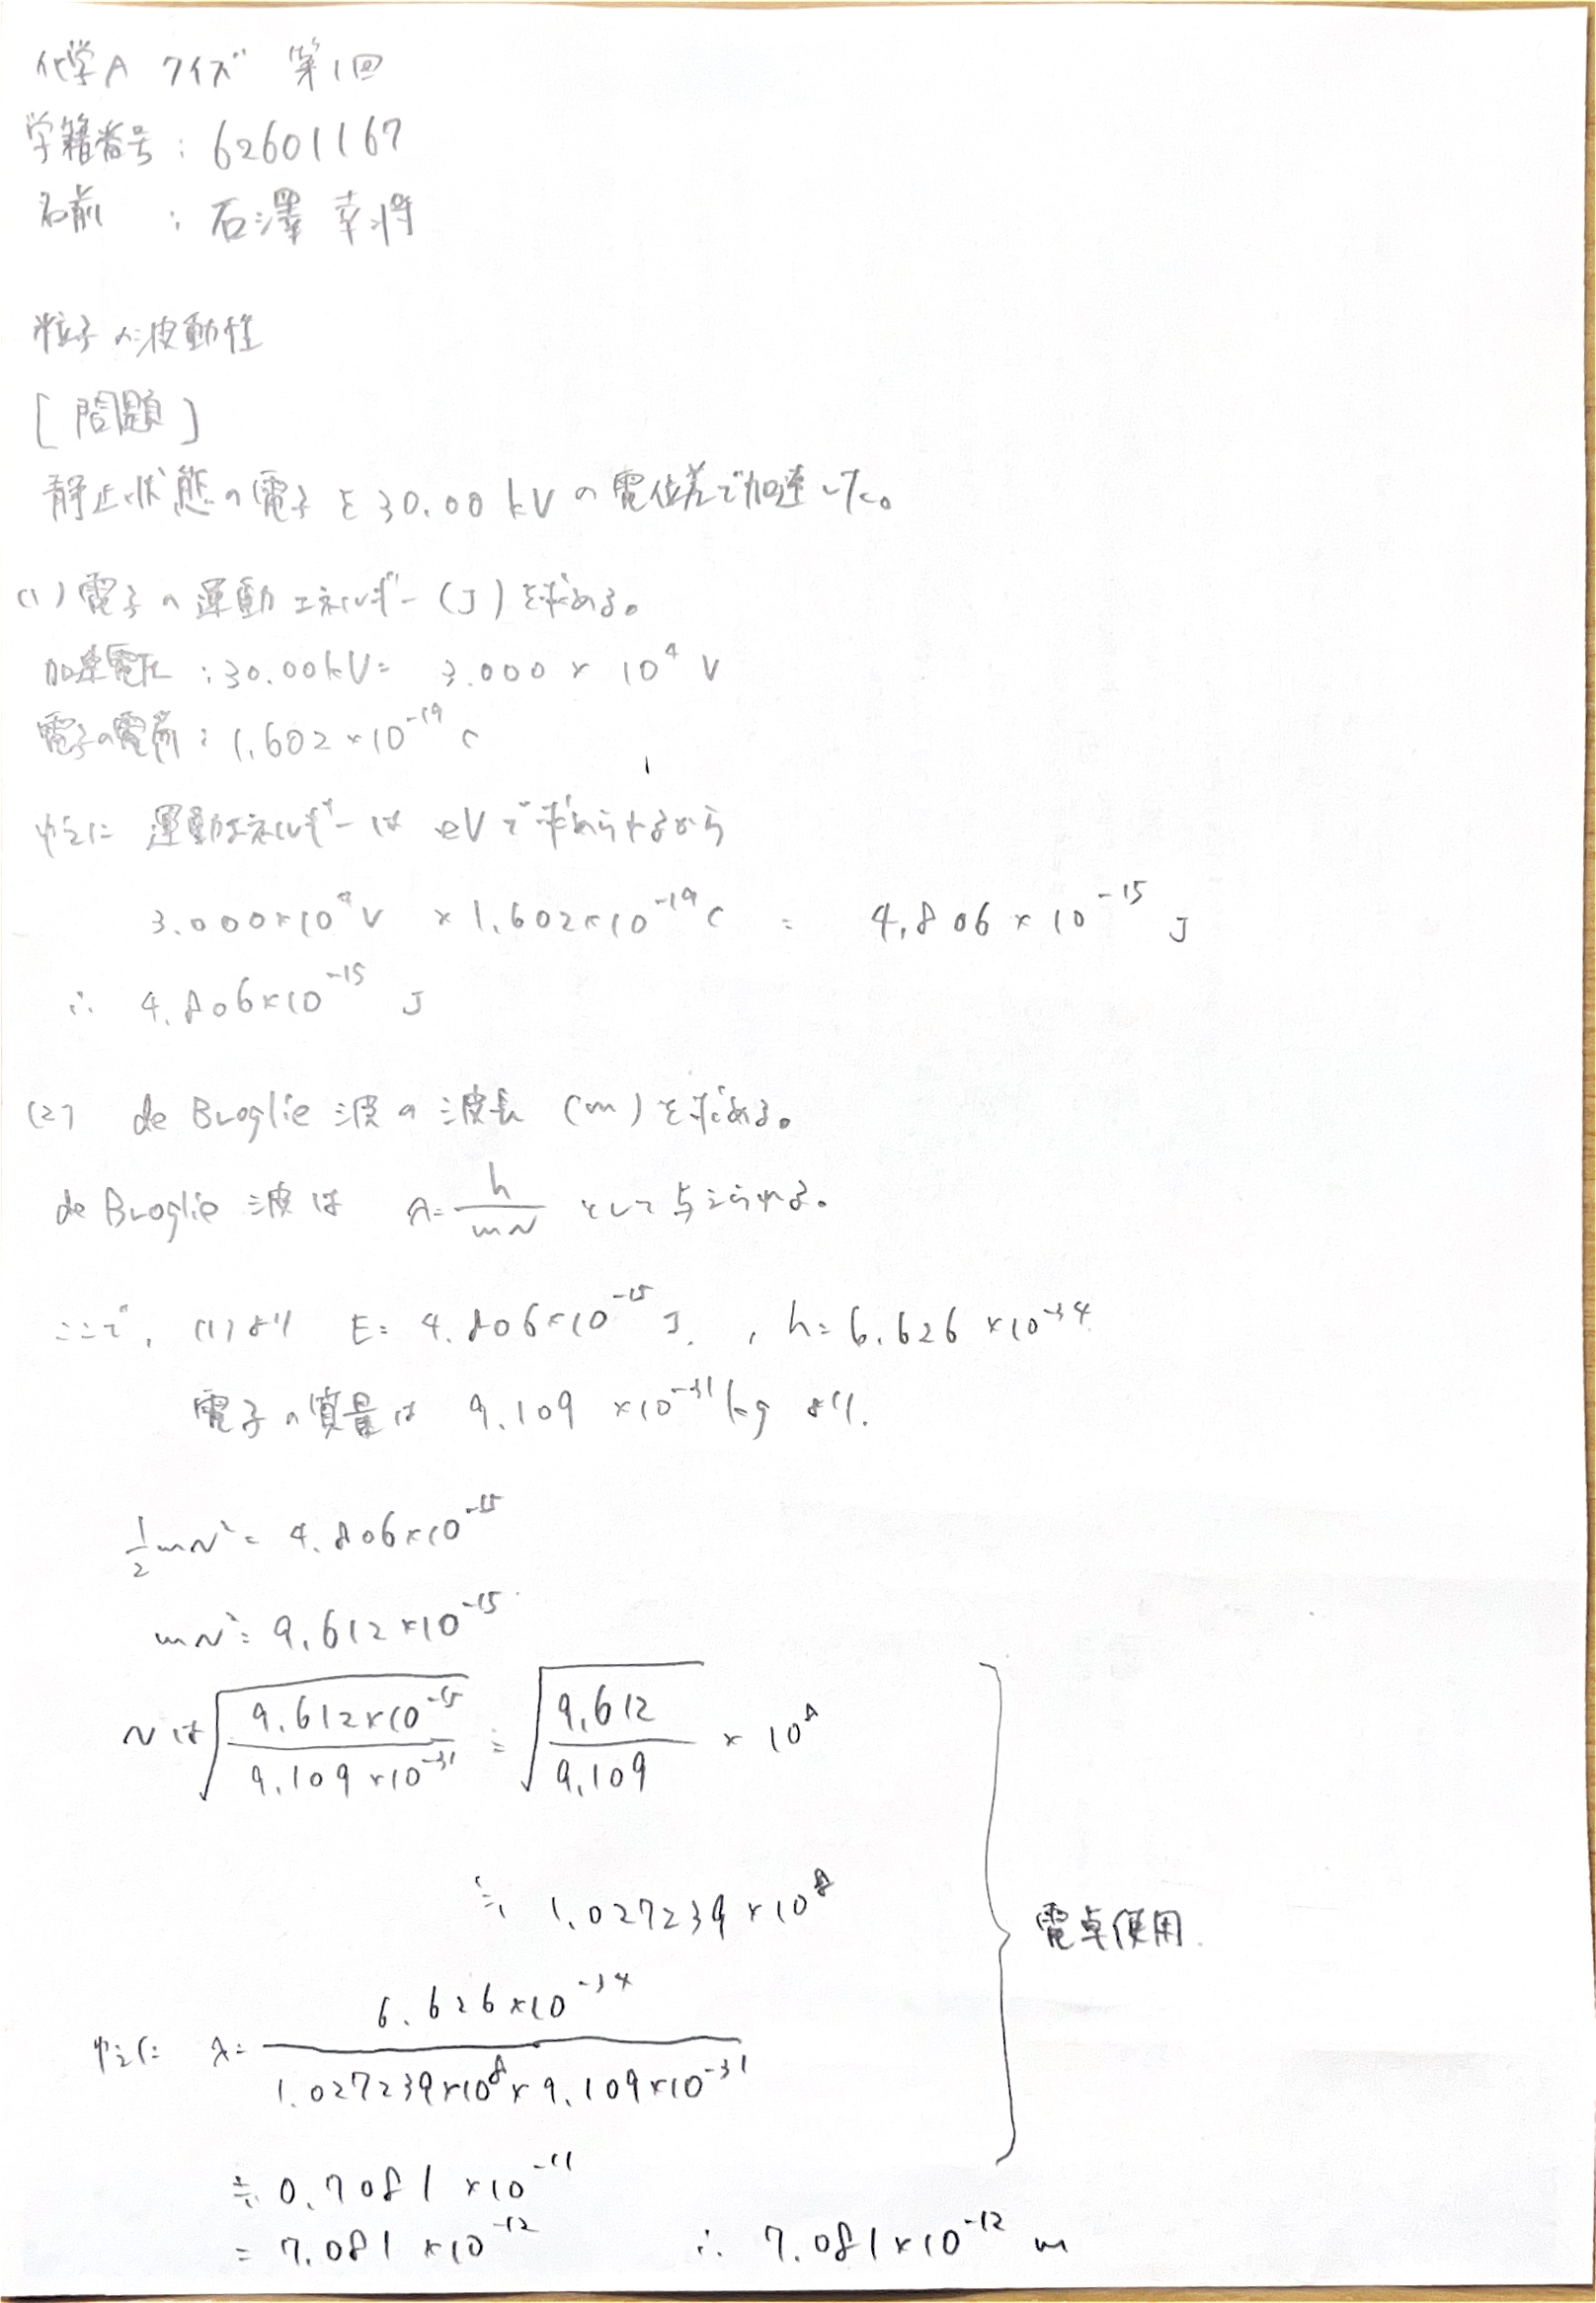 化学A クイズ 第1回
学籍番号 : 62601167
名前 : 石澤 幸将
粒子の波動性
[問題]
静止状態の電子を30.00kVの電位差で加速した。
(1) 電子の運動エネルギー(J)を求める。
加速電圧 : 30.00kV = 3.000 × 10^4 V
電子の電荷 : 1.602×10^-19 C
ゆえに 運動エネルギーは eVで求められるから
3.000×10^4 V × 1.602×10^-19 C = 4.806×10^-15 J
∴ 4.806×10^-15 J
(2) de Broglie 波の波長 (m)を求める。
de Broglie 波は λ = h/mv として与えられる。
ここで, (1)より E = 4.806×10^-15 J. , h = 6.626×10^-34
電子の質量は 9.109 ×10^-31 kg より.
1/2 mv² = 4.806×10^-15
mv² = 9.612×10^-15
vは √(9.612×10^-15 / 9.109×10^-31) = √(9.612 / 9.109) × 10^8
≒ 1.027239×10^8
電卓使用.
ゆえに λ = 6.626×10^-34 / 1.027239×10^8 × 9.109×10^-31
≒ 0.7081 ×10^-11
= 7.081 ×10^-12 ∴ 7.081×10^-12 m